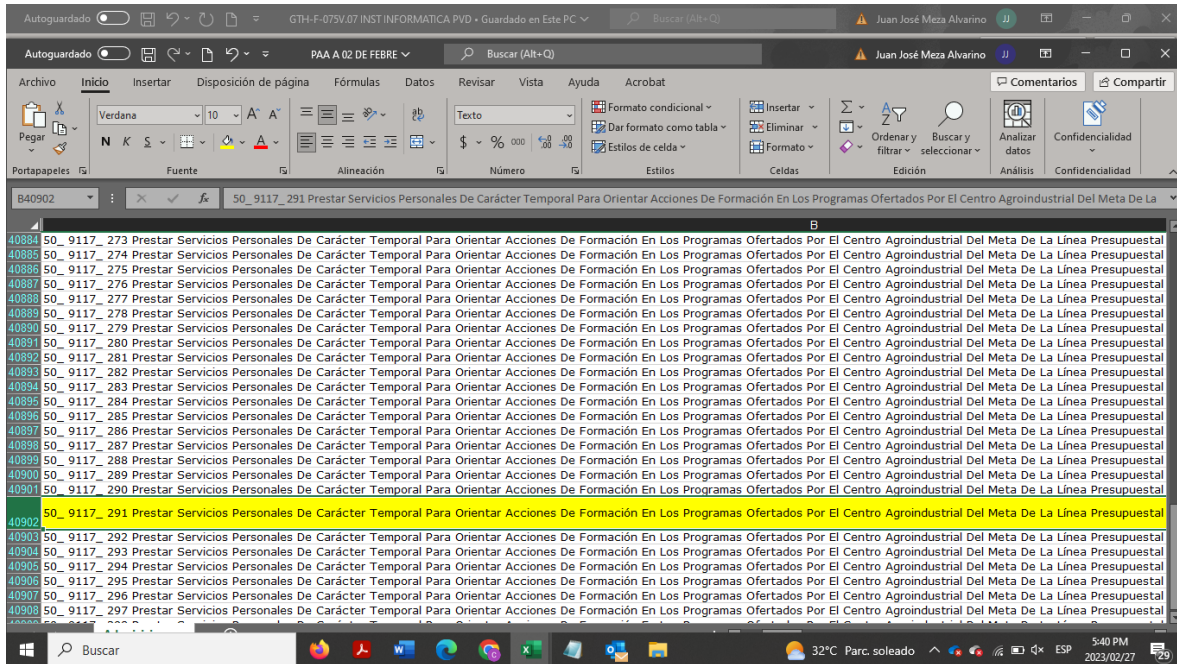 Autoguardado GTH-F-075V.07 INST INFORMATICA PVD • Guardado en Este PC Buscar (Alt+Q) Juan José Meza Alvarino JJ
Autoguardado PAA A 02 DE FEBRE Buscar (Alt+Q) Juan José Meza Alvarino JJ
Archivo Inicio Insertar Disposición de página Fórmulas Datos Revisar Vista Ayuda Acrobat Comentarios Compartir
Pegar Verdana 10 A^ A˅ ab Texto Formato condicional Insertar Σ Ordenar y filtrar Buscar y seleccionar Analizar datos Confidencialidad
N K S A $ % 000 Dar formato como tabla Eliminar
Estilos de celda Formato
Portapapeles Fuente Alineación Número Estilos Celdas Edición Análisis Confidencialidad
B40902 fx 50_ 9117_ 291 Prestar Servicios Personales De Carácter Temporal Para Orientar Acciones De Formación En Los Programas Ofertados Por El Centro Agroindustrial Del Meta De La
B
40884 50_ 9117_ 273 Prestar Servicios Personales De Carácter Temporal Para Orientar Acciones De Formación En Los Programas Ofertados Por El Centro Agroindustrial Del Meta De La Línea Presupuestal
40885 50_ 9117_ 274 Prestar Servicios Personales De Carácter Temporal Para Orientar Acciones De Formación En Los Programas Ofertados Por El Centro Agroindustrial Del Meta De La Línea Presupuestal
40886 50_ 9117_ 275 Prestar Servicios Personales De Carácter Temporal Para Orientar Acciones De Formación En Los Programas Ofertados Por El Centro Agroindustrial Del Meta De La Línea Presupuestal
40887 50_ 9117_ 276 Prestar Servicios Personales De Carácter Temporal Para Orientar Acciones De Formación En Los Programas Ofertados Por El Centro Agroindustrial Del Meta De La Línea Presupuestal
40888 50_ 9117_ 277 Prestar Servicios Personales De Carácter Temporal Para Orientar Acciones De Formación En Los Programas Ofertados Por El Centro Agroindustrial Del Meta De La Línea Presupuestal
40889 50_ 9117_ 278 Prestar Servicios Personales De Carácter Temporal Para Orientar Acciones De Formación En Los Programas Ofertados Por El Centro Agroindustrial Del Meta De La Línea Presupuestal
40890 50_ 9117_ 279 Prestar Servicios Personales De Carácter Temporal Para Orientar Acciones De Formación En Los Programas Ofertados Por El Centro Agroindustrial Del Meta De La Línea Presupuestal
40891 50_ 9117_ 280 Prestar Servicios Personales De Carácter Temporal Para Orientar Acciones De Formación En Los Programas Ofertados Por El Centro Agroindustrial Del Meta De La Línea Presupuestal
40892 50_ 9117_ 281 Prestar Servicios Personales De Carácter Temporal Para Orientar Acciones De Formación En Los Programas Ofertados Por El Centro Agroindustrial Del Meta De La Línea Presupuestal
40893 50_ 9117_ 282 Prestar Servicios Personales De Carácter Temporal Para Orientar Acciones De Formación En Los Programas Ofertados Por El Centro Agroindustrial Del Meta De La Línea Presupuestal
40894 50_ 9117_ 283 Prestar Servicios Personales De Carácter Temporal Para Orientar Acciones De Formación En Los Programas Ofertados Por El Centro Agroindustrial Del Meta De La Línea Presupuestal
40895 50_ 9117_ 284 Prestar Servicios Personales De Carácter Temporal Para Orientar Acciones De Formación En Los Programas Ofertados Por El Centro Agroindustrial Del Meta De La Línea Presupuestal
40896 50_ 9117_ 285 Prestar Servicios Personales De Carácter Temporal Para Orientar Acciones De Formación En Los Programas Ofertados Por El Centro Agroindustrial Del Meta De La Línea Presupuestal
40897 50_ 9117_ 286 Prestar Servicios Personales De Carácter Temporal Para Orientar Acciones De Formación En Los Programas Ofertados Por El Centro Agroindustrial Del Meta De La Línea Presupuestal
40898 50_ 9117_ 287 Prestar Servicios Personales De Carácter Temporal Para Orientar Acciones De Formación En Los Programas Ofertados Por El Centro Agroindustrial Del Meta De La Línea Presupuestal
40899 50_ 9117_ 288 Prestar Servicios Personales De Carácter Temporal Para Orientar Acciones De Formación En Los Programas Ofertados Por El Centro Agroindustrial Del Meta De La Línea Presupuestal
40900 50_ 9117_ 289 Prestar Servicios Personales De Carácter Temporal Para Orientar Acciones De Formación En Los Programas Ofertados Por El Centro Agroindustrial Del Meta De La Línea Presupuestal
40901 50_ 9117_ 290 Prestar Servicios Personales De Carácter Temporal Para Orientar Acciones De Formación En Los Programas Ofertados Por El Centro Agroindustrial Del Meta De La Línea Presupuestal
40902 50_ 9117_ 291 Prestar Servicios Personales De Carácter Temporal Para Orientar Acciones De Formación En Los Programas Ofertados Por El Centro Agroindustrial Del Meta De La Línea Presupuestal
40903 50_ 9117_ 292 Prestar Servicios Personales De Carácter Temporal Para Orientar Acciones De Formación En Los Programas Ofertados Por El Centro Agroindustrial Del Meta De La Línea Presupuestal
40904 50_ 9117_ 293 Prestar Servicios Personales De Carácter Temporal Para Orientar Acciones De Formación En Los Programas Ofertados Por El Centro Agroindustrial Del Meta De La Línea Presupuestal
40905 50_ 9117_ 294 Prestar Servicios Personales De Carácter Temporal Para Orientar Acciones De Formación En Los Programas Ofertados Por El Centro Agroindustrial Del Meta De La Línea Presupuestal
40906 50_ 9117_ 295 Prestar Servicios Personales De Carácter Temporal Para Orientar Acciones De Formación En Los Programas Ofertados Por El Centro Agroindustrial Del Meta De La Línea Presupuestal
40907 50_ 9117_ 296 Prestar Servicios Personales De Carácter Temporal Para Orientar Acciones De Formación En Los Programas Ofertados Por El Centro Agroindustrial Del Meta De La Línea Presupuestal
40908 50_ 9117_ 297 Prestar Servicios Personales De Carácter Temporal Para Orientar Acciones De Formación En Los Programas Ofertados Por El Centro Agroindustrial Del Meta De La Línea Presupuestal
Buscar 32°C Parc. soleado ESP 5:40 PM
2023/02/27 29